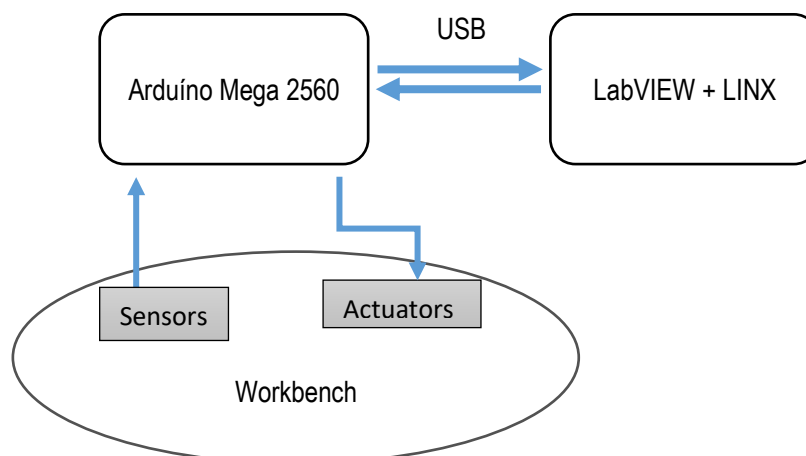 USB
Arduíno Mega 2560
LabVIEW + LINX
Sensors
Actuators
Workbench